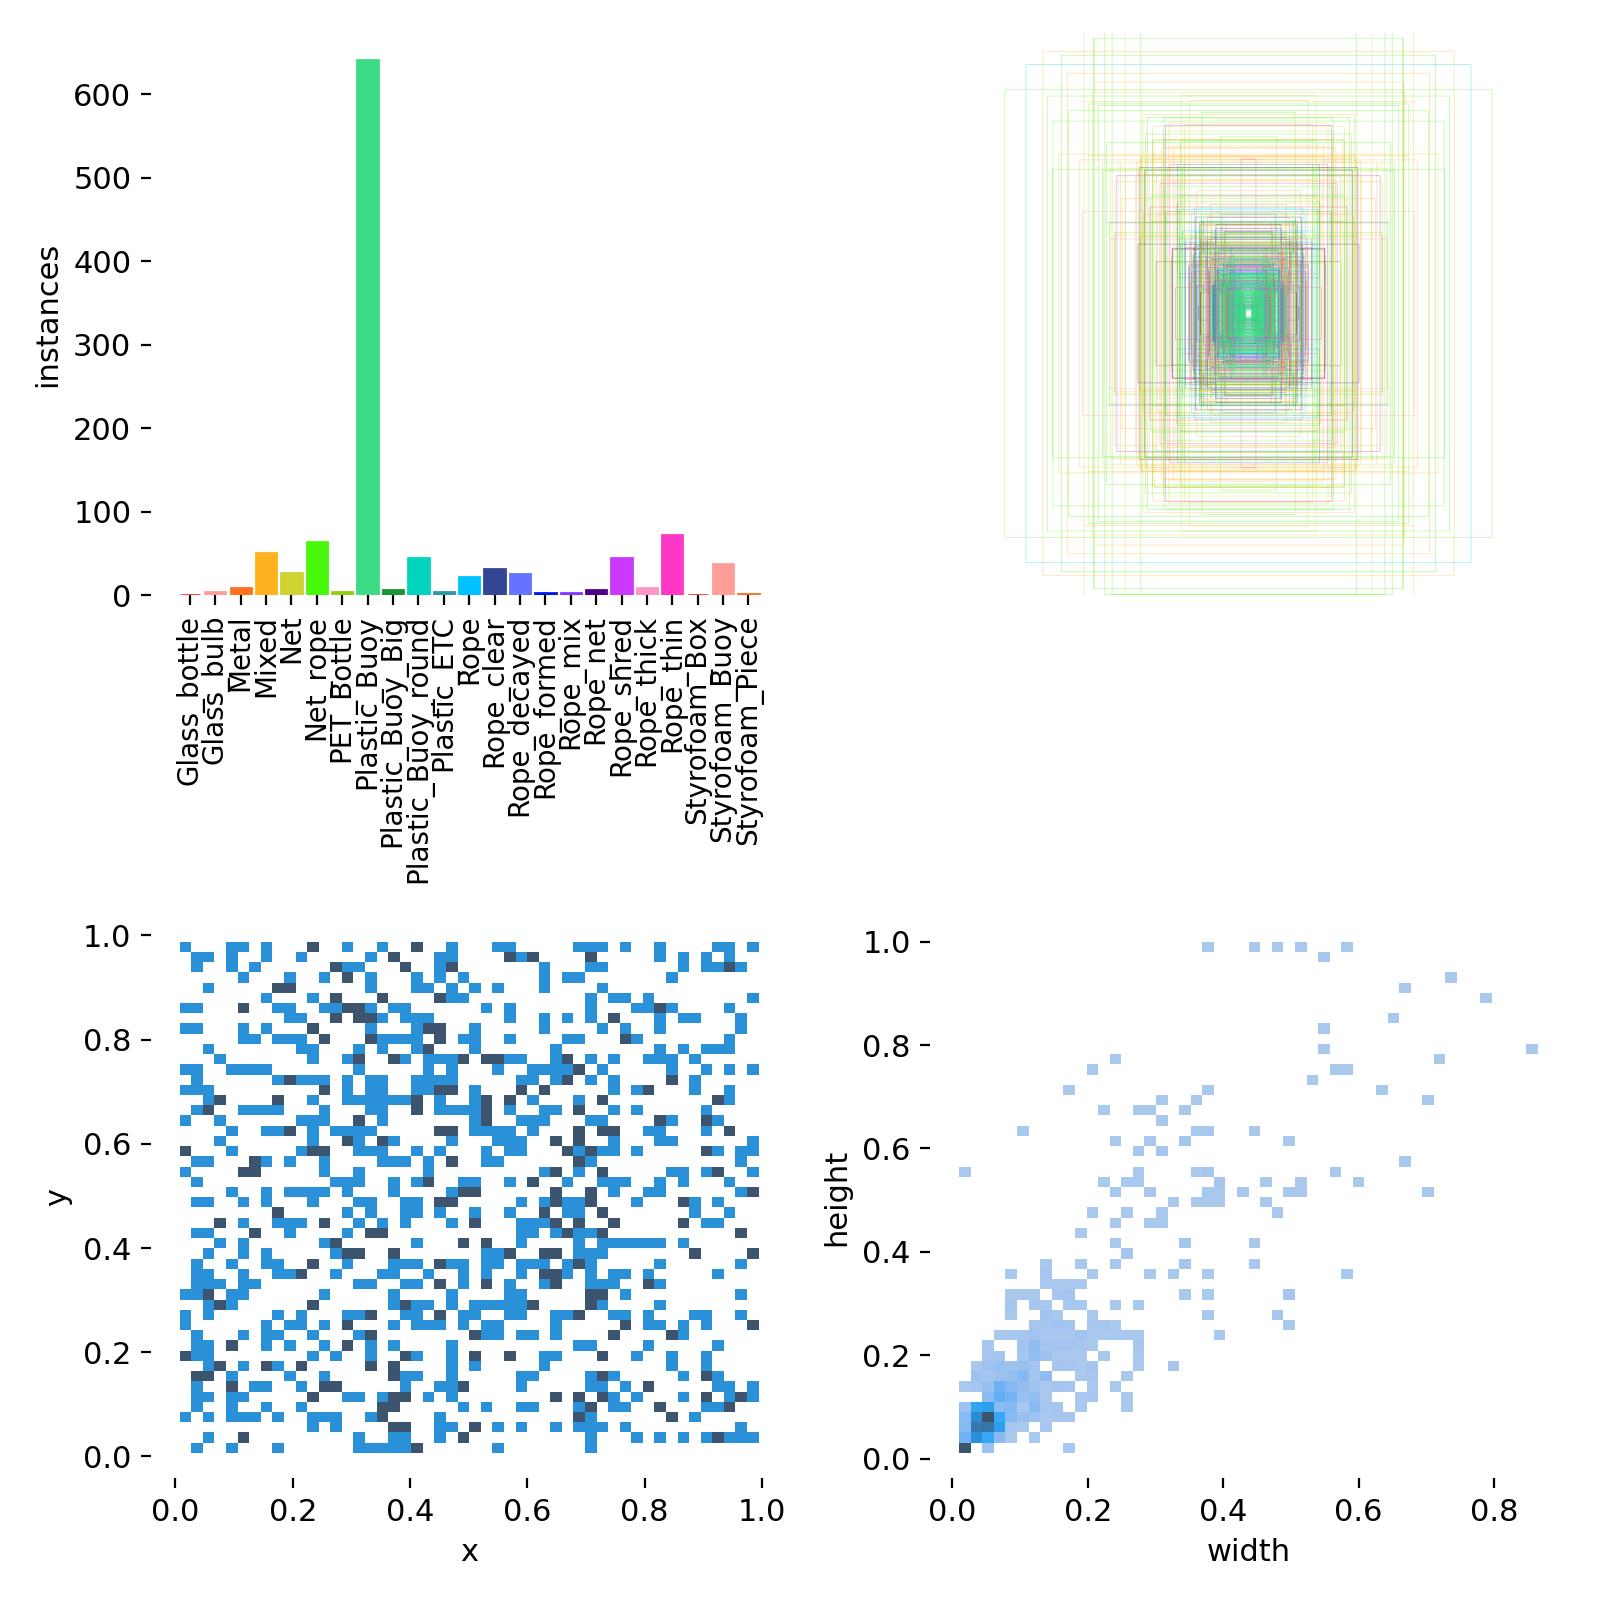 600
500
400
300
200
100
0
instances
Glass_bottle
Glass_bulb
Metal
Mixed
Net
Net_rope
PET_Bottle
Plastic_Buoy
Plastic_Buoy_Big
Plastic_Buoy_round
Plastic_ETC
Rope
Rope_clear
Rope_decayed
Rope_formed
Rope_mix
Rope_net
Rope_shred
Rope_thick
Rope_thin
Styrofoam_Box
Styrofoam_Buoy
Styrofoam_Piece
1.0
0.8
0.6
0.4
0.2
0.0
y
0.0 0.2 0.4 0.6 0.8 1.0
x
1.0
0.8
0.6
0.4
0.2
0.0
height
0.0 0.2 0.4 0.6 0.8
width